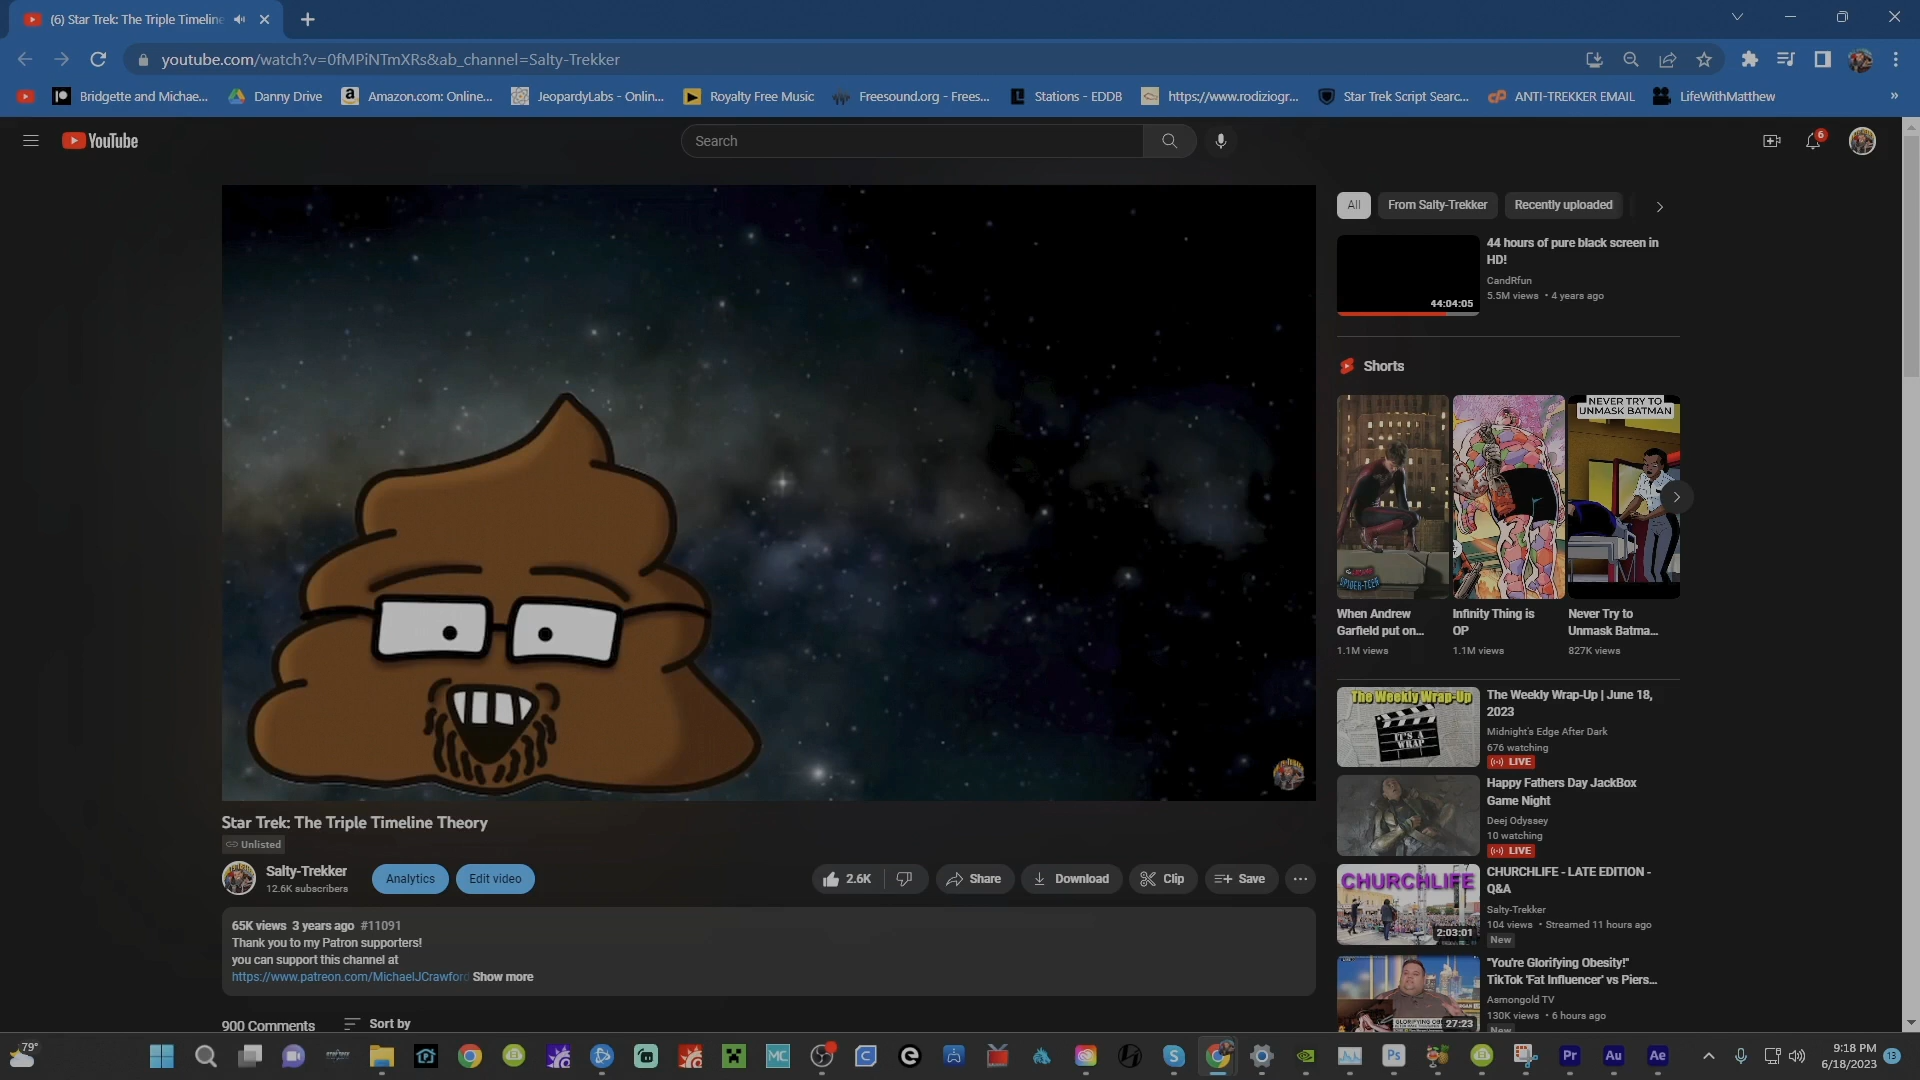 (6) Star Trek: The Triple Timeline
youtube.com/watch?v=0fMPiNTmXRs&ab_channel=Salty-Trekker
Bridgette and Michae...
Danny Drive
Amazon.com: Online...
JeopardyLabs - Onlin...
Royalty Free Music
Freesound.org - Frees...
Stations - EDDB
https://www.rodiziogr...
Star Trek Script Searc...
ANTI-TREKKER EMAIL
LifeWithMatthew
YouTube
Search
6
All
From Salty-Trekker
Recently uploaded
44 hours of pure black screen in
HD!
CandRfun
5.5M views • 4 years ago
44:04:05
Shorts
NEVER TRY TO
UNMASK BATMAN
When Andrew
Garfield put on...
1.1M views
Infinity Thing is
OP
1.1M views
Never Try to
Unmask Batma...
827K views
The Weekly Wrap-Up
IT'S A
WRAP
The Weekly Wrap-Up | June 18,
2023
Midnight's Edge After Dark
676 watching
LIVE
Happy Fathers Day JackBox
Game Night
Deej Odyssey
10 watching
LIVE
CHURCHLIFE
2:03:01
CHURCHLIFE - LATE EDITION -
Q&A
Salty-Trekker
104 views • Streamed 11 hours ago
New
27:23
"You're Glorifying Obesity!"
TikTok 'Fat Influencer' vs Piers...
Asmongold TV
130K views • 6 hours ago
New
Star Trek: The Triple Timeline Theory
Unlisted
Salty-Trekker
12.6K subscribers
Analytics
Edit video
2.6K
Share
Download
Clip
Save
65K views 3 years ago #11091
Thank you to my Patron supporters!
you can support this channel at
https://www.patreon.com/MichaelJCrawford Show more
900 Comments
Sort by
79°
MC
Ps
Pr
Au
Ae
9:18 PM
6/18/2023
13